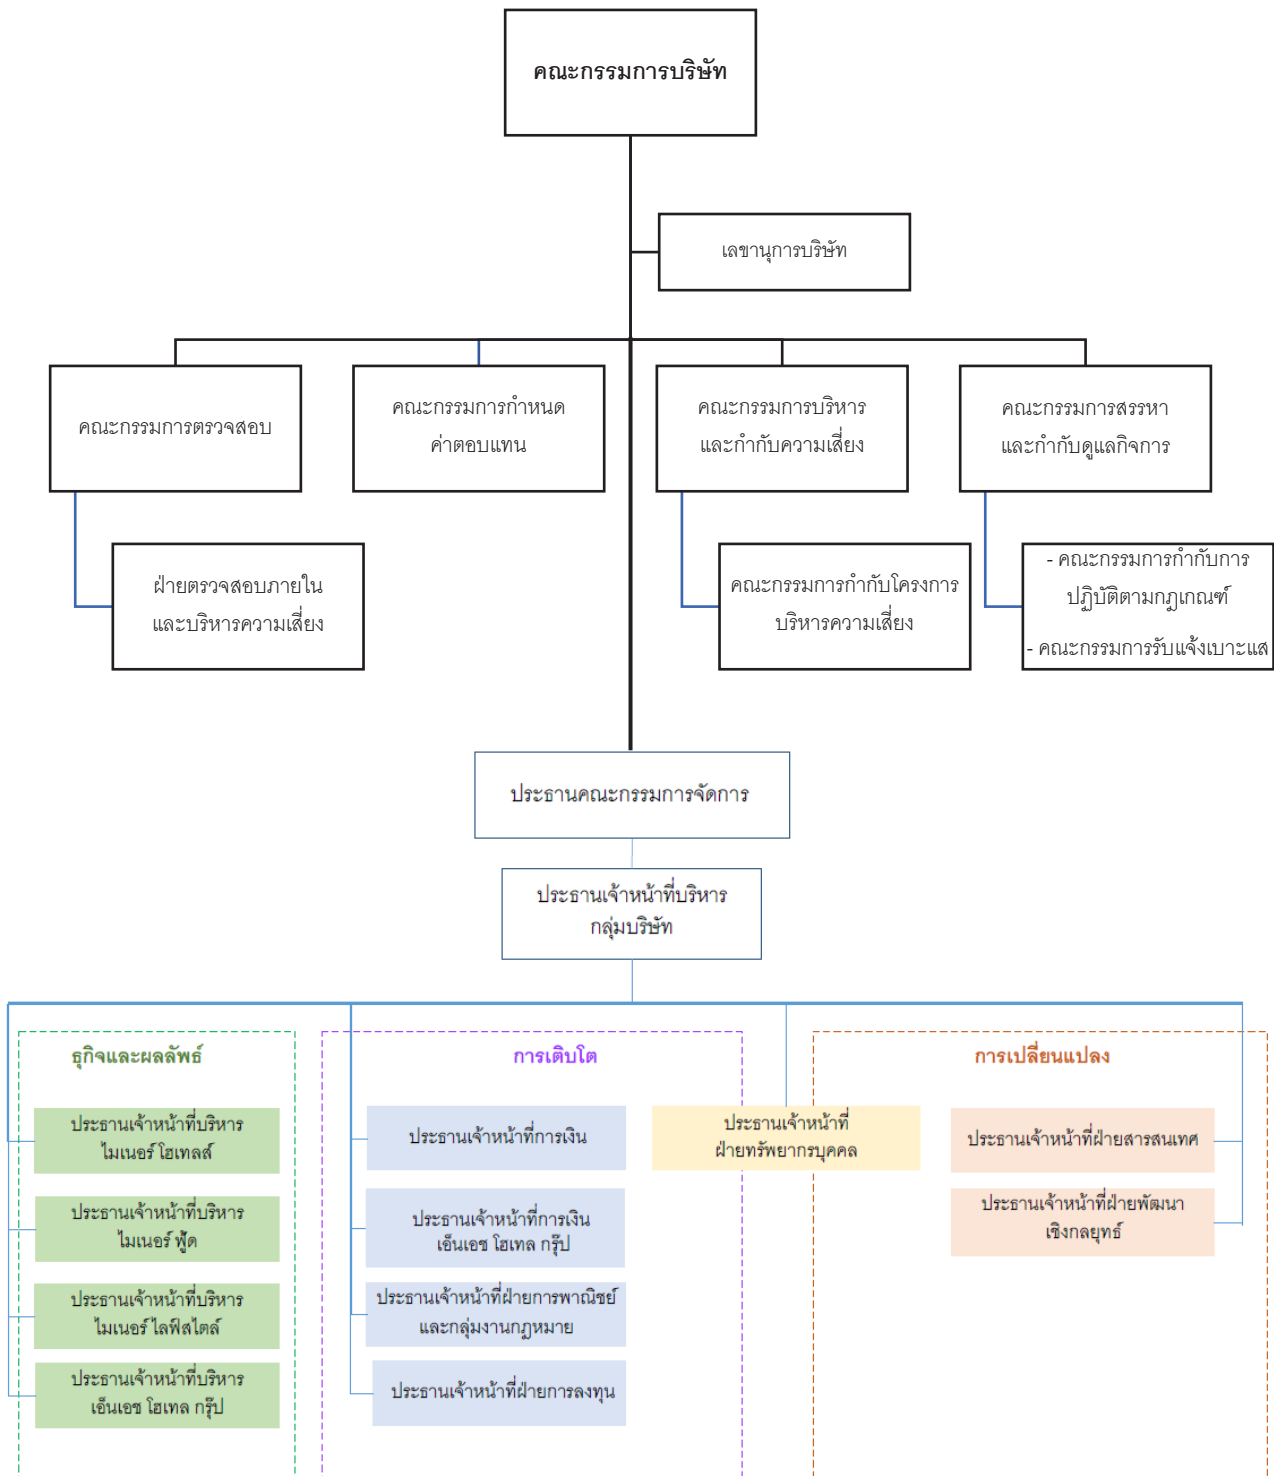 คณะกรรมการบริษัท
เลขานุการบริษัท
คณะกรรมการตรวจสอบ
คณะกรรมการกำหนด
ค่าตอบแทน
คณะกรรมการบริหาร
และกำกับความเสี่ยง
คณะกรรมการสรรหา
และกำกับดูแลกิจการ
ฝ่ายตรวจสอบภายใน
และบริหารความเสี่ยง
คณะกรรมการกำกับโครงการ
บริหารความเสี่ยง
- คณะกรรมการกำกับการ
ปฏิบัติตามกฎเกณฑ์
- คณะกรรมการรับแจ้งเบาะแส
ประธานคณะกรรมการจัดการ
ประธานเจ้าหน้าที่บริหาร
กลุ่มบริษัท
ธุรกิจและผลลัพธ์
ประธานเจ้าหน้าที่บริหาร
ไมเนอร์ โฮเทลส์
ประธานเจ้าหน้าที่บริหาร
ไมเนอร์ ฟู้ด
ประธานเจ้าหน้าที่บริหาร
ไมเนอร์ ไลฟ์สไตล์
ประธานเจ้าหน้าที่บริหาร
เอ็นเอช โฮเทล กรุ๊ป
การเติบโต
ประธานเจ้าหน้าที่การเงิน
ประธานเจ้าหน้าที่การเงิน
เอ็นเอช โฮเทล กรุ๊ป
ประธานเจ้าหน้าที่ฝ่ายการพาณิชย์
และกลุ่มงานกฎหมาย
ประธานเจ้าหน้าที่ฝ่ายการลงทุน
ประธานเจ้าหน้าที่
ฝ่ายทรัพยากรบุคคล
การเปลี่ยนแปลง
ประธานเจ้าหน้าที่ฝ่ายสารสนเทศ
ประธานเจ้าหน้าที่ฝ่ายพัฒนา
เชิงกลยุทธ์